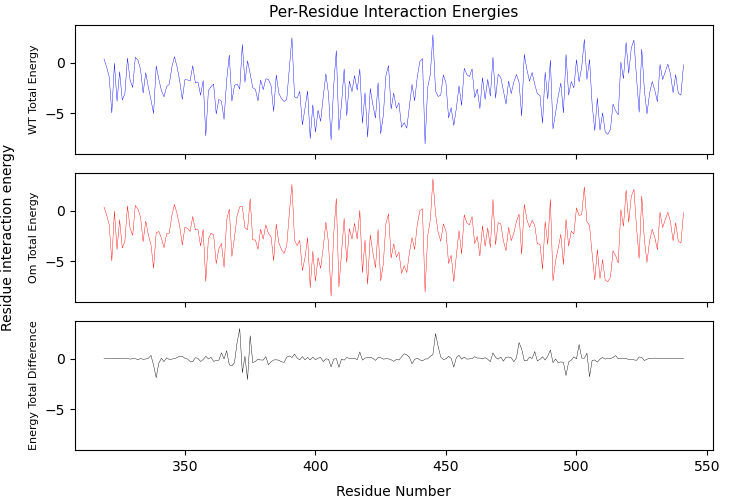 Per-Residue Interaction Energies
Residue interaction energy
WT Total Energy
0
−5
Om Total Energy
0
−5
Energy Total Difference
0
−5
350
400
450
500
550
Residue Number